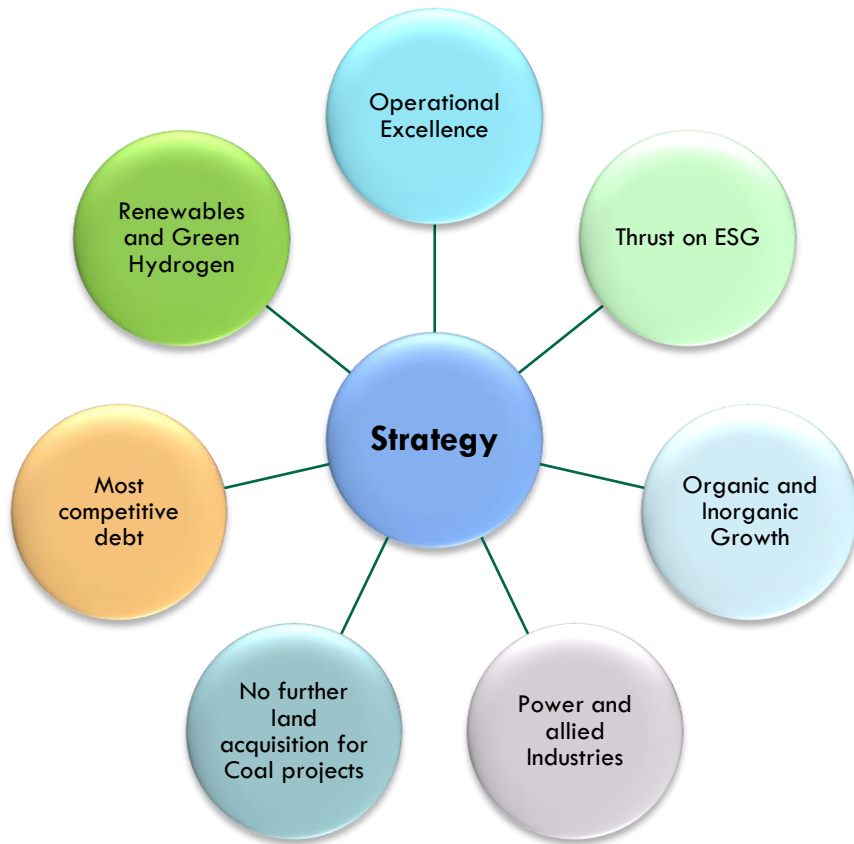 Operational
Excellence
Thrust on ESG
Organic and
Inorganic
Growth
Power and
allied
Industries
No further
land
acquisition for
Coal projects
Most
competitive
debt
Renewables
and Green
Hydrogen
Strategy